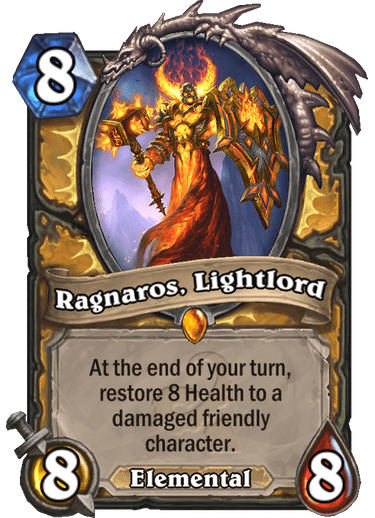 8
Ragnaros, Lightlord
At the end of your turn,
restore 8 Health to a
damaged friendly
character.
8
Elemental
8